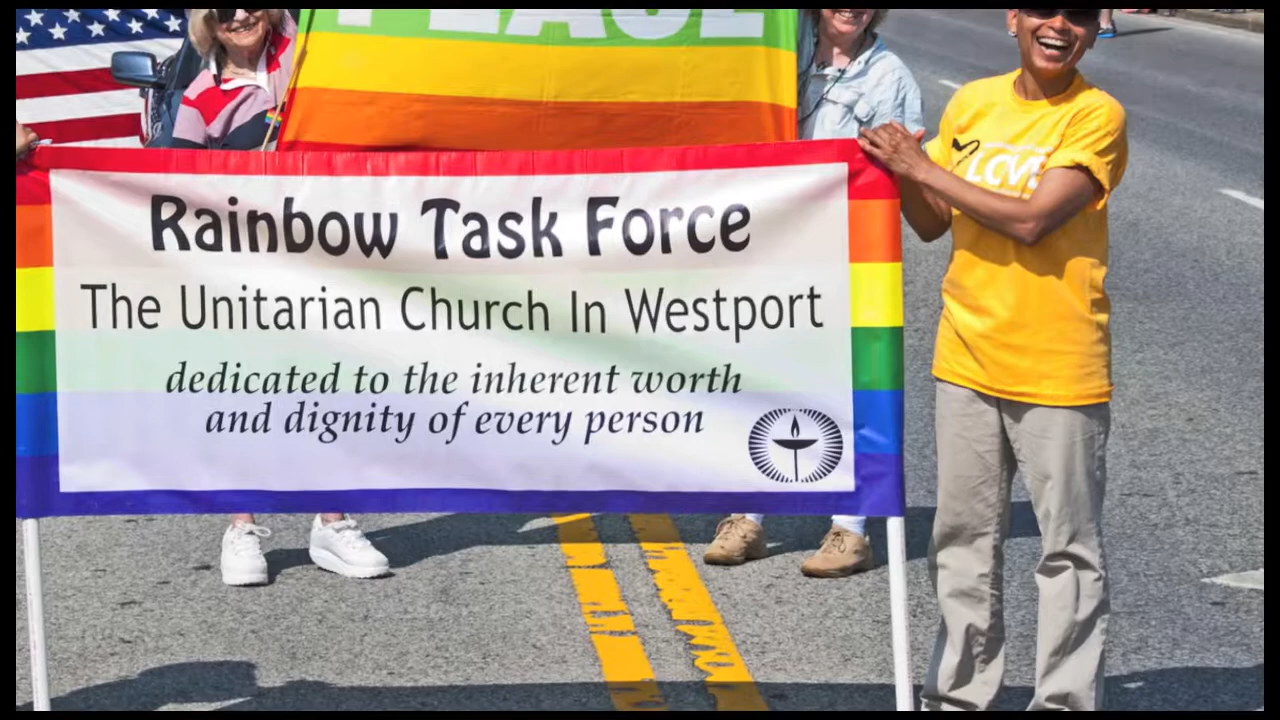 PEACE
LOVE
Rainbow Task Force
The Unitarian Church In Westport
dedicated to the inherent worth
and dignity of every person